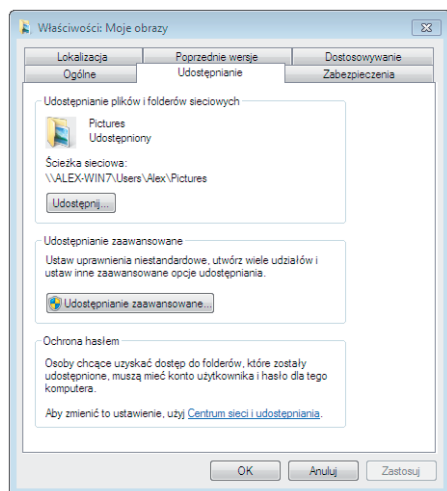 Właściwości: Moje obrazy
Lokalizacja
Poprzednie wersje
Dostosowywanie
Ogólne
Udostępnianie
Zabezpieczenia
Udostępnianie plików i folderów sieciowych
Pictures
Udostępniony
Ścieżka sieciowa:
\\ALEX-WIN7\Users\Alex\Pictures
Udostępnij...
Udostępnianie zaawansowane
Ustaw uprawnienia niestandardowe, utwórz wiele udziałów i
ustaw inne zaawansowane opcje udostępniania.
Udostępnianie zaawansowane...
Ochrona hasłem
Osoby chcące uzyskać dostęp do folderów, które zostały
udostępnione, muszą mieć konto użytkownika i hasło dla tego
komputera.
Aby zmienić to ustawienie, użyj Centrum sieci i udostępniania.
OK
Anuluj
Zastosuj